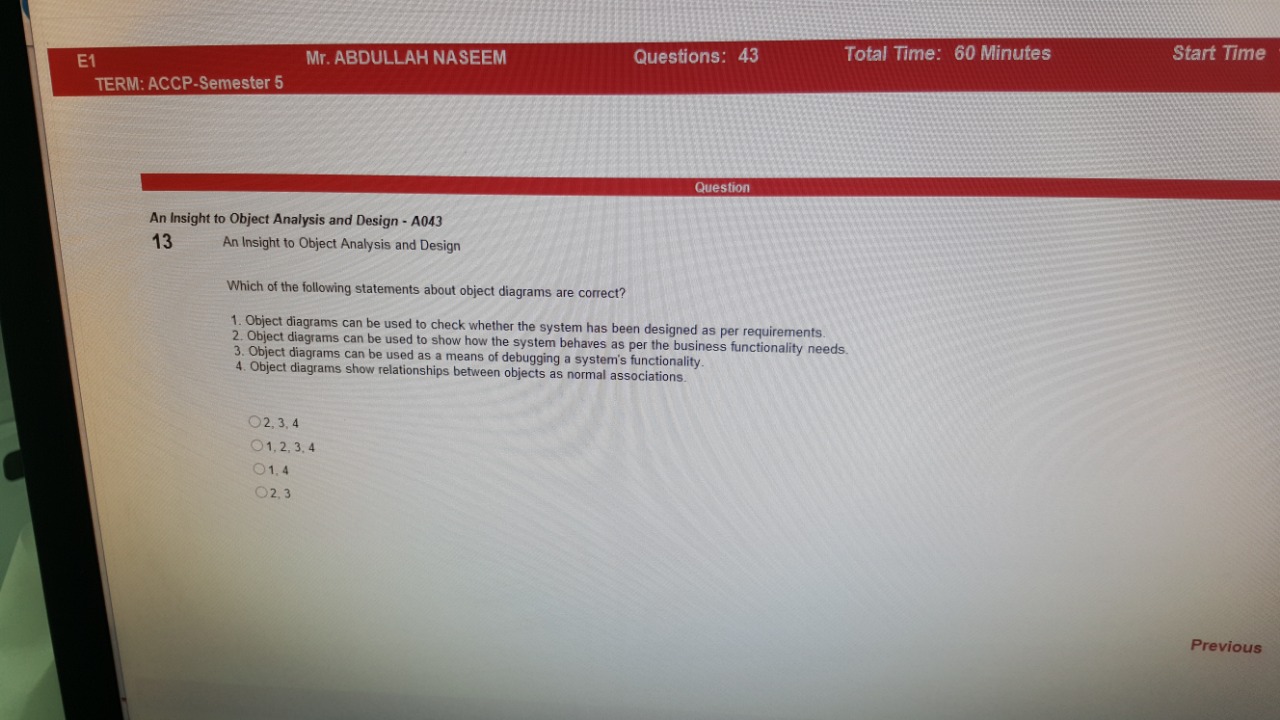 E1 Mr. ABDULLAH NASEEM Questions: 43 Total Time: 60 Minutes Start Time
TERM: ACCP-Semester 5
Question
An Insight to Object Analysis and Design - A043
13 An Insight to Object Analysis and Design
Which of the following statements about object diagrams are correct?
1. Object diagrams can be used to check whether the system has been designed as per requirements.
2. Object diagrams can be used to show how the system behaves as per the business functionality needs.
3. Object diagrams can be used as a means of debugging a system's functionality.
4. Object diagrams show relationships between objects as normal associations.
2, 3, 4
1, 2, 3, 4
1, 4
2, 3
Previous